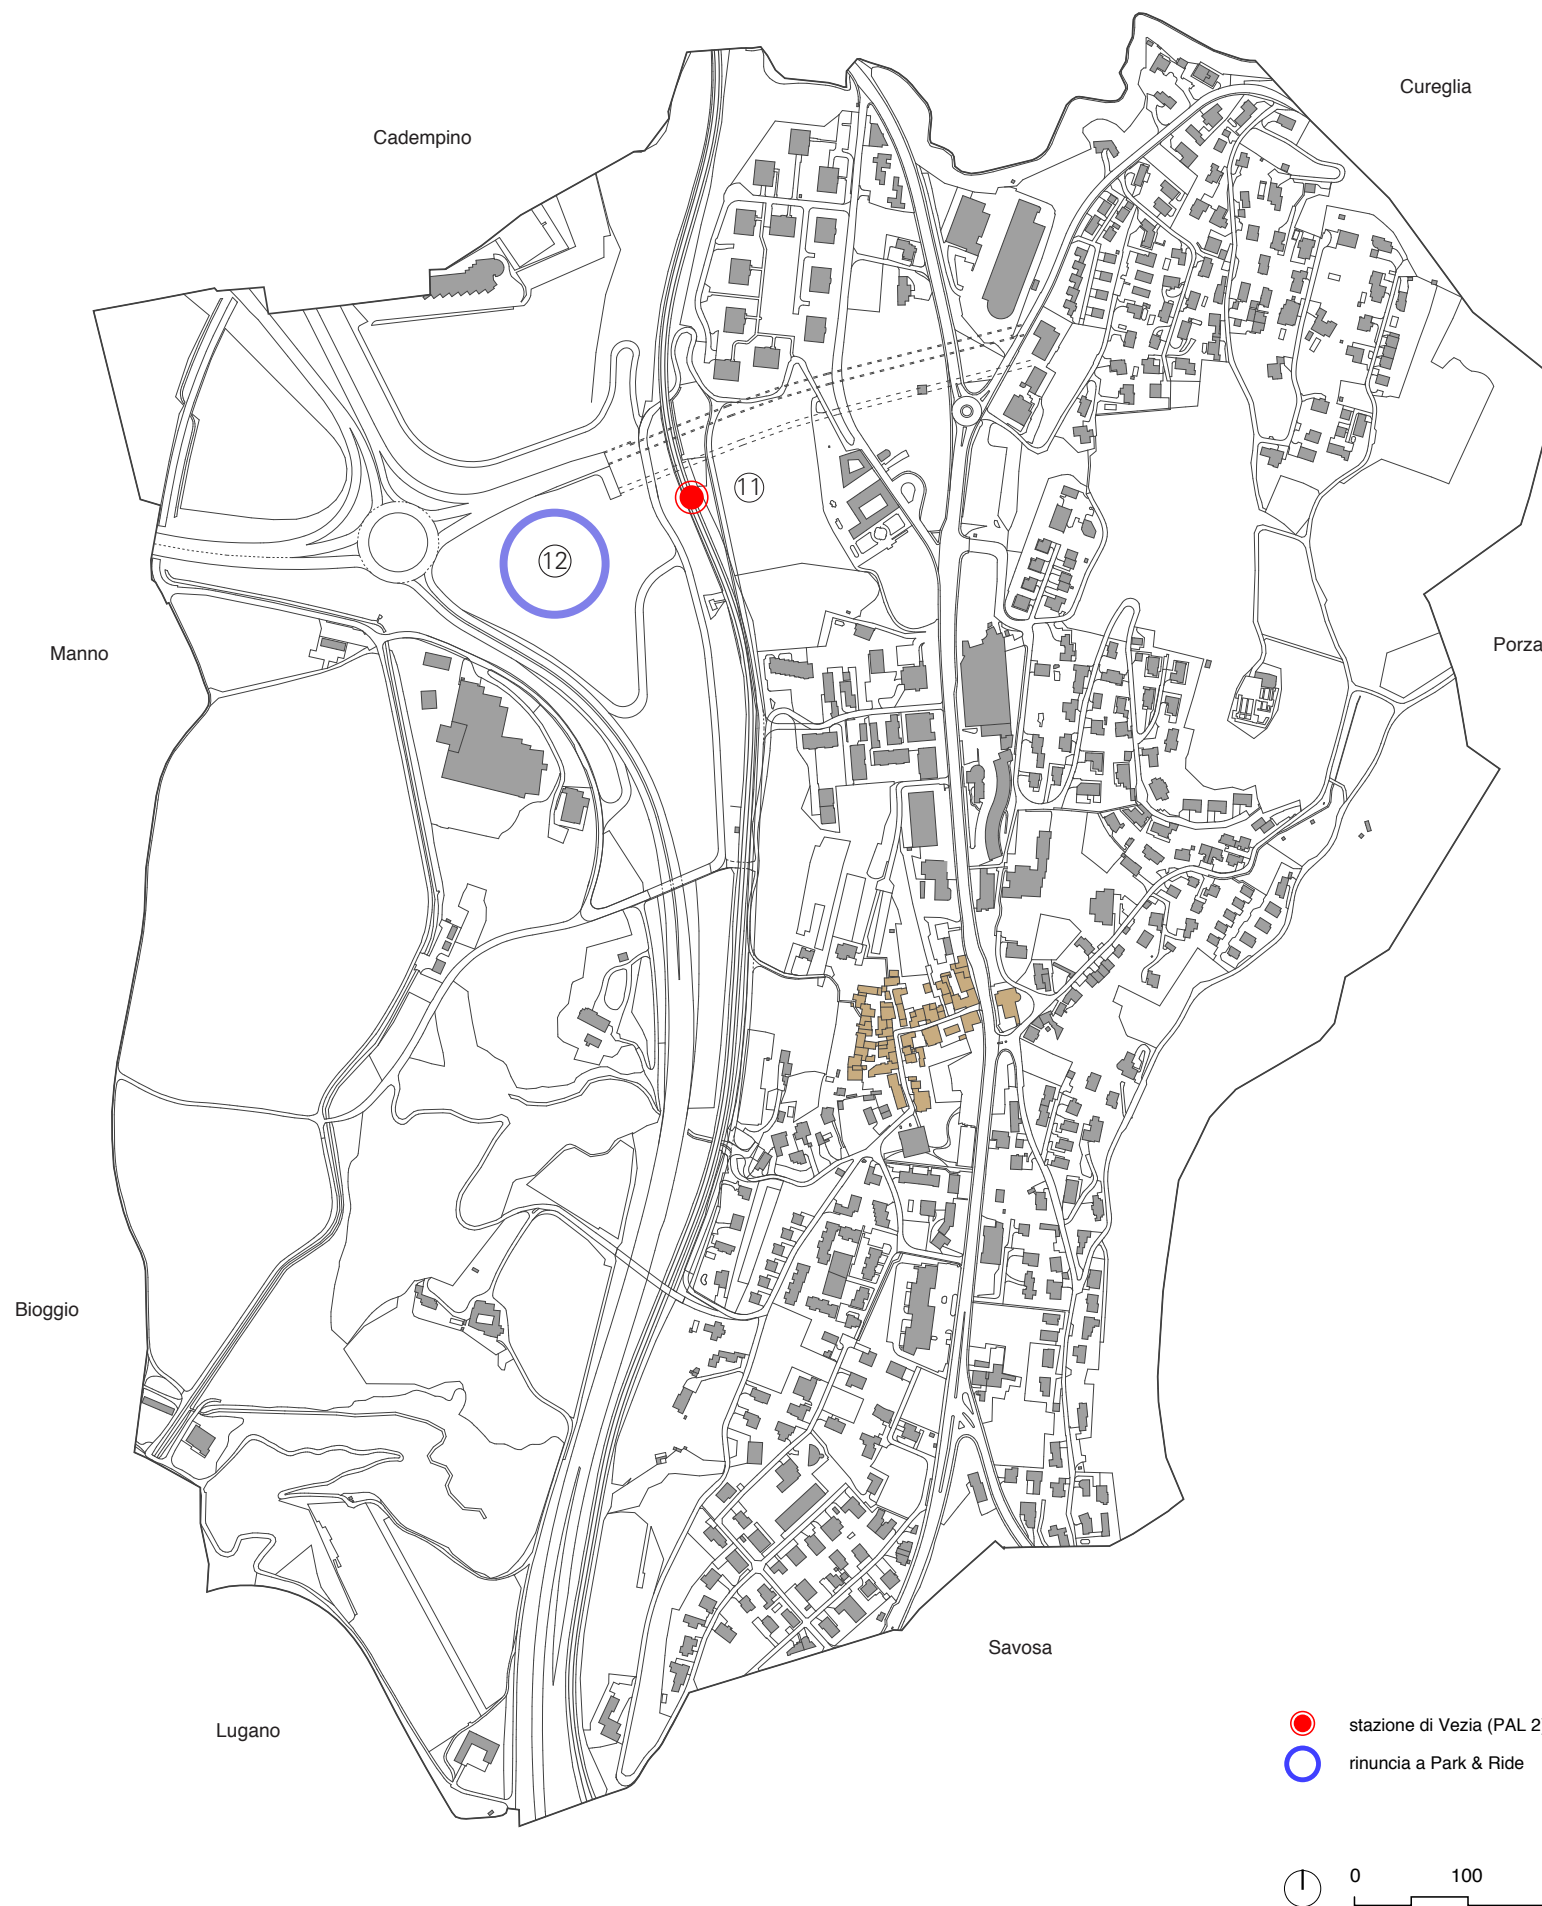 Cureglia
Cadempino
11
12
Manno
Porza
Bioggio
Savosa
Lugano
stazione di Vezia (PAL 2)
rinuncia a Park & Ride
0 100